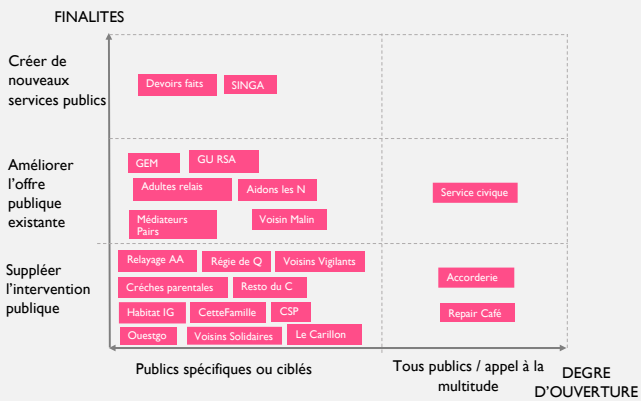 FINALITES
Créer de
nouveaux
services publics
Devoirs faits
SINGA
Améliorer
l'offre
publique
existante
GEM
GU RSA
Adultes relais
Aidons les N
Médiateurs
Pairs
Voisin Malin
Service civique
Suppléer
l'intervention
publique
Relayage AA
Régie de Q
Voisins Vigilants
Crèches parentales
Resto du C
Habitat IG
CetteFamille
CSP
Ouestgo
Voisins Solidaires
Le Carillon
Accorderie
Repair Café
Publics spécifiques ou ciblés
Tous publics / appel à la
multitude
DEGRE
D'OUVERTURE